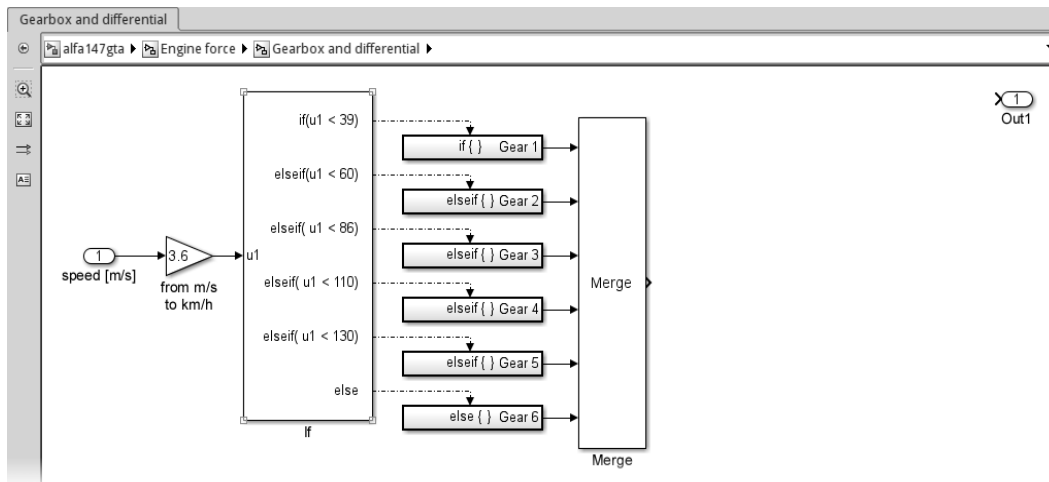 Gearbox and differential
alfa147gta Engine force Gearbox and differential
1
Out1
if(u1 < 39)
if { } Gear 1
elseif(u1 < 60)
elseif { } Gear 2
elseif( u1 < 86)
elseif { } Gear 3
1
speed [m/s]
3.6
from m/s
to km/h
u1
elseif( u1 < 110)
elseif { } Gear 4
elseif( u1 < 130)
elseif { } Gear 5
else
else { } Gear 6
If
Merge
Merge